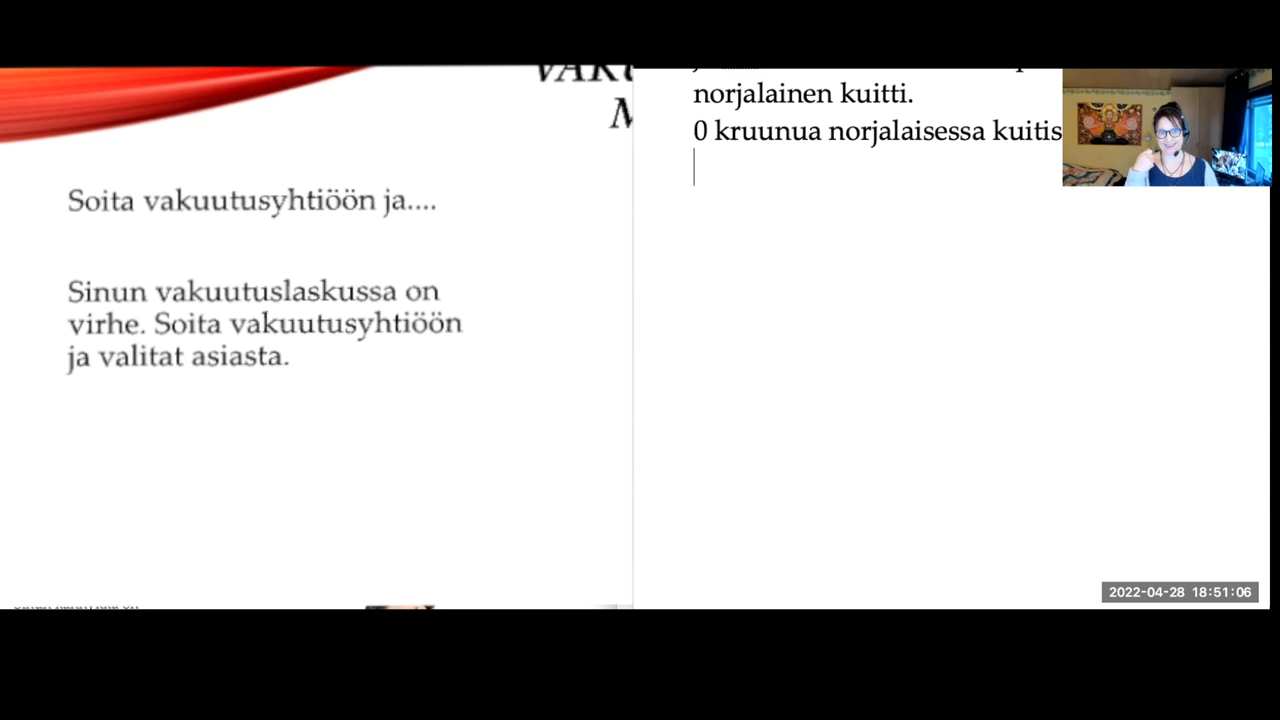 Soita vakuutusyhtiöön ja....
Sinun vakuutuslaskussa on
virhe. Soita vakuutusyhtiöön
ja valitat asiasta.
norjalainen kuitti.
0 kruunua norjalaisessa kuitis
2022-04-28 18:51:06